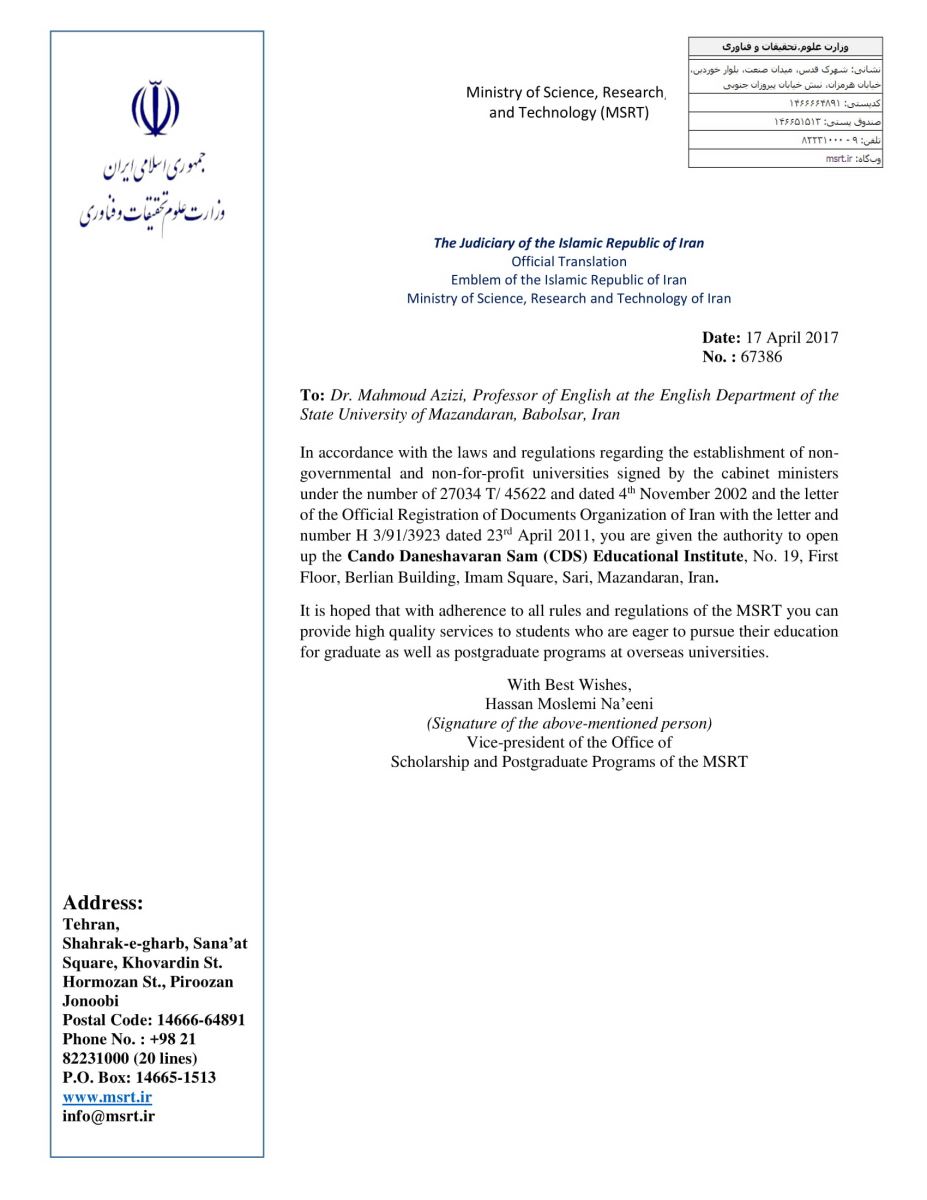 جمهوری اسلامی ایران
وزارت علوم تحقیقات و فناوری
Ministry of Science, Research,
and Technology (MSRT)
وزارت علوم،تحقیقات و فناوری
نشانی: شهرک قدس، میدان صنعت، بلوار خوردین،
خیابان هرمزان، نبش خیابان پیروزان جنوبی
کدپستی: ۱۴۶۶۶۶۴۸۹۱
صندوق پستی: ۱۴۶۶۵۱۵۱۳
تلفن: ۹ - ۸۲۲۳۱۰۰۰
وب‌گاه: msrt.ir
The Judiciary of the Islamic Republic of Iran
Official Translation
Emblem of the Islamic Republic of Iran
Ministry of Science, Research and Technology of Iran
Date: 17 April 2017
No. : 67386
To: Dr. Mahmoud Azizi, Professor of English at the English Department of the
State University of Mazandaran, Babolsar, Iran
In accordance with the laws and regulations regarding the establishment of non-
governmental and non-for-profit universities signed by the cabinet ministers
under the number of 27034 T/ 45622 and dated 4th November 2002 and the letter
of the Official Registration of Documents Organization of Iran with the letter and
number H 3/91/3923 dated 23rd April 2011, you are given the authority to open
up the Cando Daneshavaran Sam (CDS) Educational Institute, No. 19, First
Floor, Berlian Building, Imam Square, Sari, Mazandaran, Iran.
It is hoped that with adherence to all rules and regulations of the MSRT you can
provide high quality services to students who are eager to pursue their education
for graduate as well as postgraduate programs at overseas universities.
With Best Wishes,
Hassan Moslemi Na’eeni
(Signature of the above-mentioned person)
Vice-president of the Office of
Scholarship and Postgraduate Programs of the MSRT
Address:
Tehran,
Shahrak-e-gharb, Sana’at
Square, Khovardin St.
Hormozan St., Piroozan
Jonoobi
Postal Code: 14666-64891
Phone No. : +98 21
82231000 (20 lines)
P.O. Box: 14665-1513
www.msrt.ir
info@msrt.ir